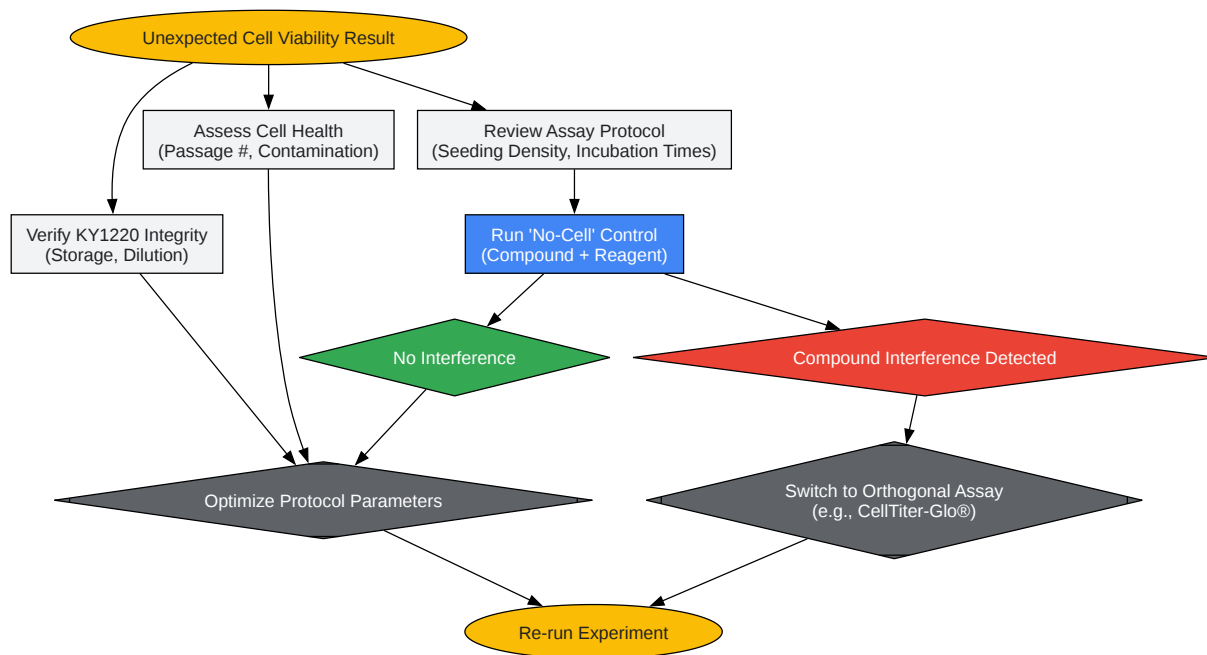 Unexpected Cell Viability Result
Assess Cell Health
(Passage #, Contamination)
Review Assay Protocol
(Seeding Density, Incubation Times)
Verify KY1220 Integrity
(Storage, Dilution)
Run 'No-Cell' Control
(Compound + Reagent)
No Interference
Compound Interference Detected
Optimize Protocol Parameters
Switch to Orthogonal Assay
(e.g., CellTiter-Glo®)
Re-run Experiment